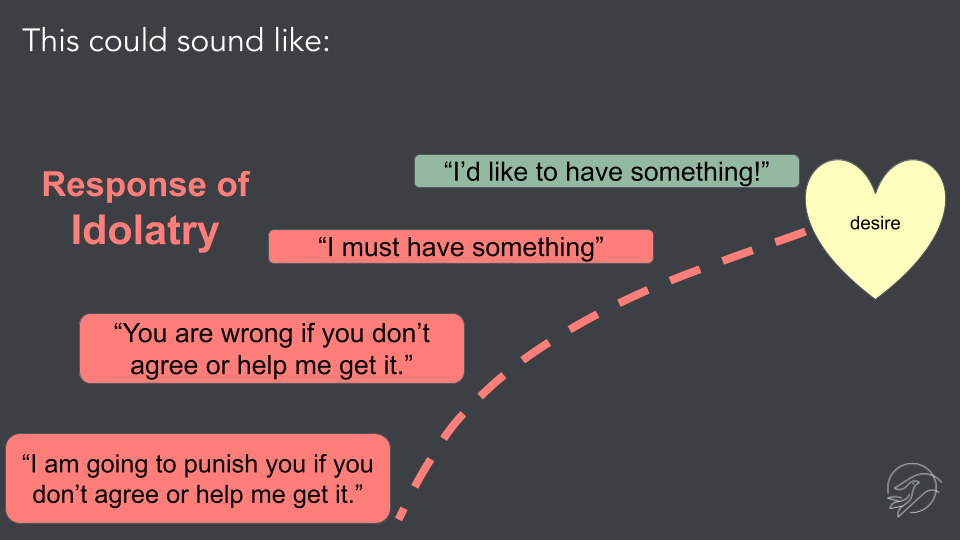 This could sound like:
Response of
Idolatry
“I’d like to have something!”
desire
“I must have something”
“You are wrong if you don’t
agree or help me get it.”
“I am going to punish you if you
don’t agree or help me get it.”